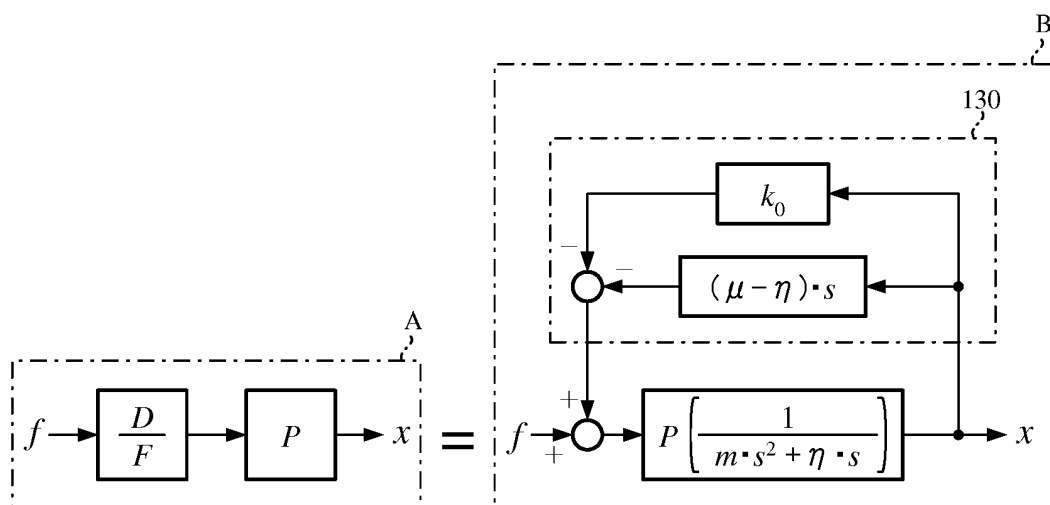 B
130
k₀
−
−
(μ−η)▪s
A
f
D
F
P
x
=
f
+
+
P(1/(m▪s²+η▪s))
x